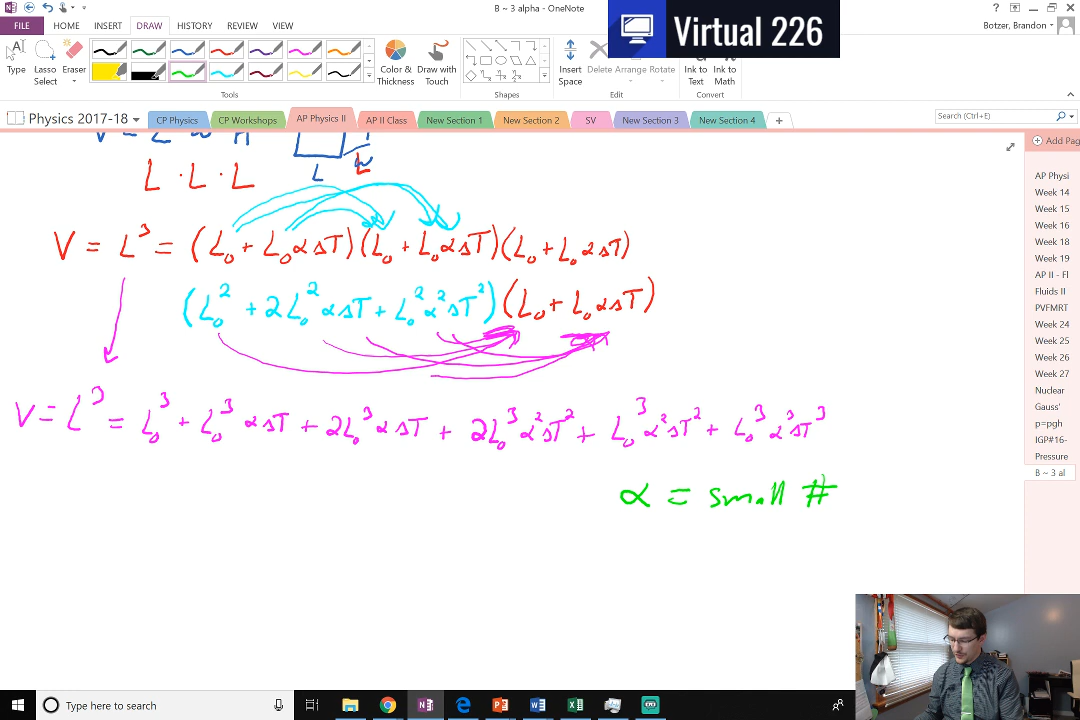 B ~ 3 alpha - OneNote
Virtual 226
Botzer, Brandon
FILE HOME INSERT DRAW HISTORY REVIEW VIEW
Type Lasso Select Eraser Color & Thickness Draw with Touch Insert Space Delete Arrange Rotate Ink to Text Ink to Math
Tools Shapes Edit Convert
Physics 2017-18 CP Physics CP Workshops AP Physics II AP II Class New Section 1 New Section 2 SV New Section 3 New Section 4 + Search (Ctrl+E)
Add Pag
AP Physi
Week 14
Week 15
Week 16
Week 18
Week 19
AP II - Fl
Fluids II
PVFMRT
Week 24
Week 25
Week 26
Week 27
Nuclear
Gauss'
p=pgh
IGP#16-
Pressure
B ~ 3 al
V = L w H
L w
L · L · L L
V = L³ = (L₀ + L₀αΔT)(L₀ + L₀αΔT)(L₀ + L₀αΔT)
(L₀² + 2L₀²αΔT + L₀²α²ΔT²)(L₀ + L₀αΔT)
V = L³ = L₀³ + L₀³αΔT + 2L₀³αΔT + 2L₀³α²ΔT² + L₀³α²ΔT² + L₀³α³ΔT³
α = small #
Type here to search